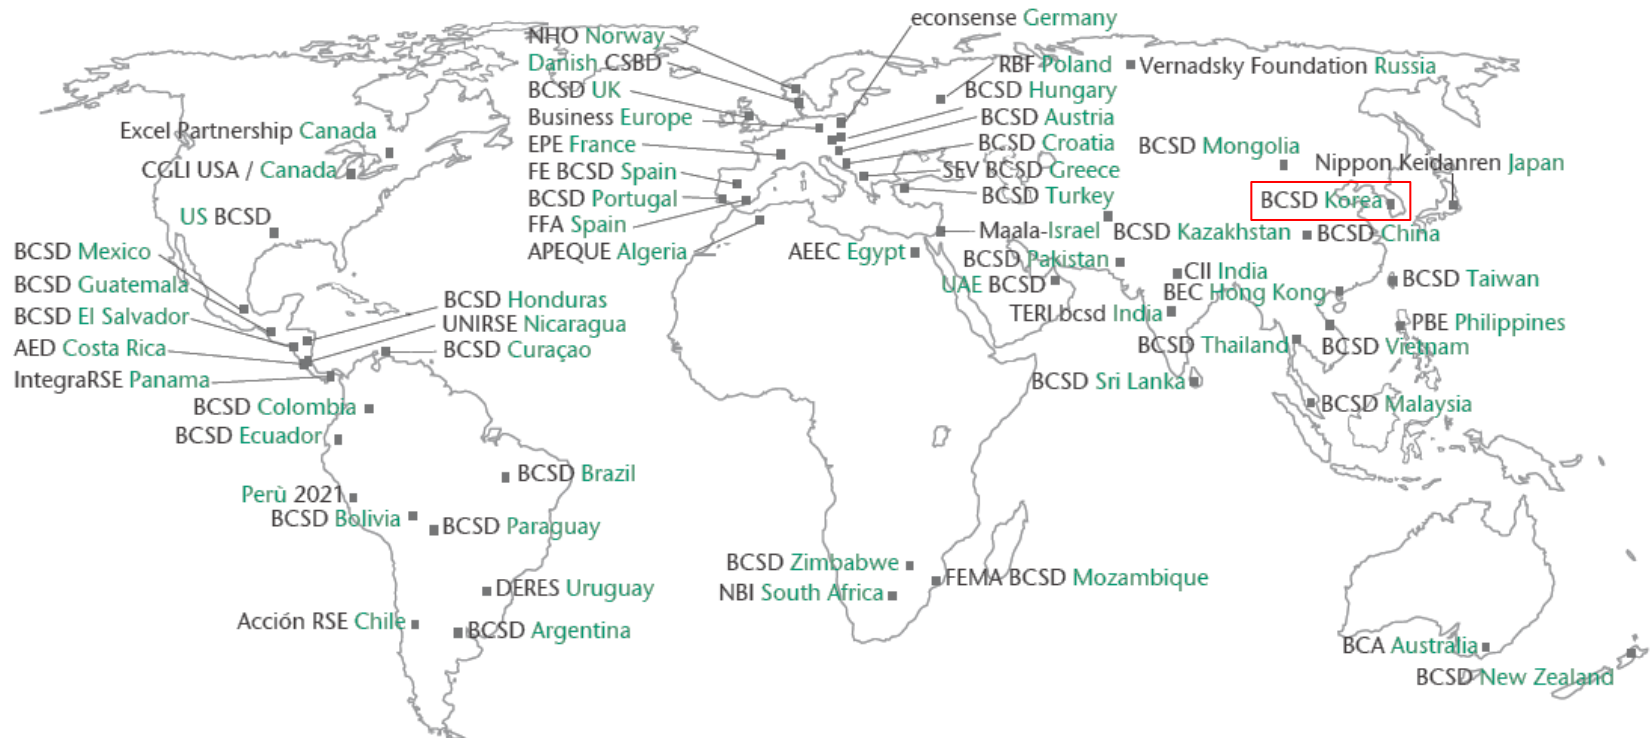 econsense Germany
NHO Norway
Danish CSBD
RBF Poland
Vernadsky Foundation Russia
BCSD UK
BCSD Hungary
Business Europe
BCSD Austria
Excel Partnership Canada
EPE France
BCSD Croatia
BCSD Mongolia
Nippon Keidanren Japan
CGLI USA / Canada
FE BCSD Spain
SEV BCSD Greece
BCSD Portugal
BCSD Turkey
BCSD Korea
US BCSD
FFA Spain
Maala-Israel
BCSD Kazakhstan
BCSD China
BCSD Mexico
APEQUE Algeria
AEEC Egypt
BCSD Pakistan
CII India
BCSD Taiwan
BCSD Guatemala
UAE BCSD
BEC Hong Kong
BCSD Honduras
TERI bcsd India
BCSD El Salvador
UNIRSE Nicaragua
PBE Philippines
AED Costa Rica
BCSD Curaçao
BCSD Thailand
BCSD Vietnam
IntegraRSE Panama
BCSD Sri Lanka
BCSD Colombia
BCSD Malaysia
BCSD Ecuador
BCSD Brazil
Perù 2021
BCSD Bolivia
BCSD Paraguay
BCSD Zimbabwe
FEMA BCSD Mozambique
DERES Uruguay
NBI South Africa
Acción RSE Chile
BCSD Argentina
BCA Australia
BCSD New Zealand